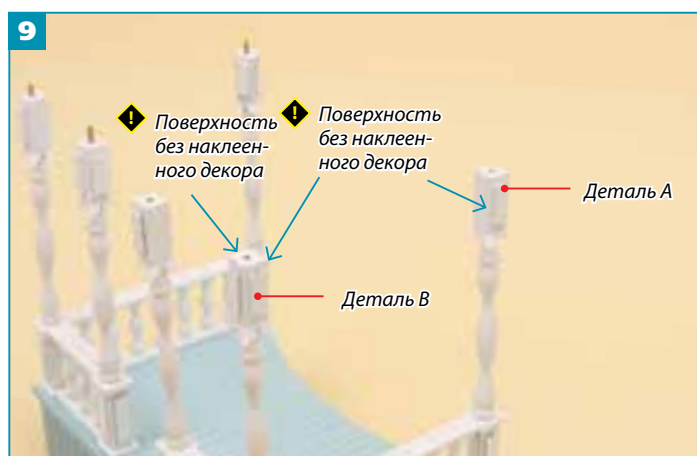 9
Поверхность
без наклеен-
ного декора
Поверхность
без наклеен-
ного декора
Деталь A
Деталь B